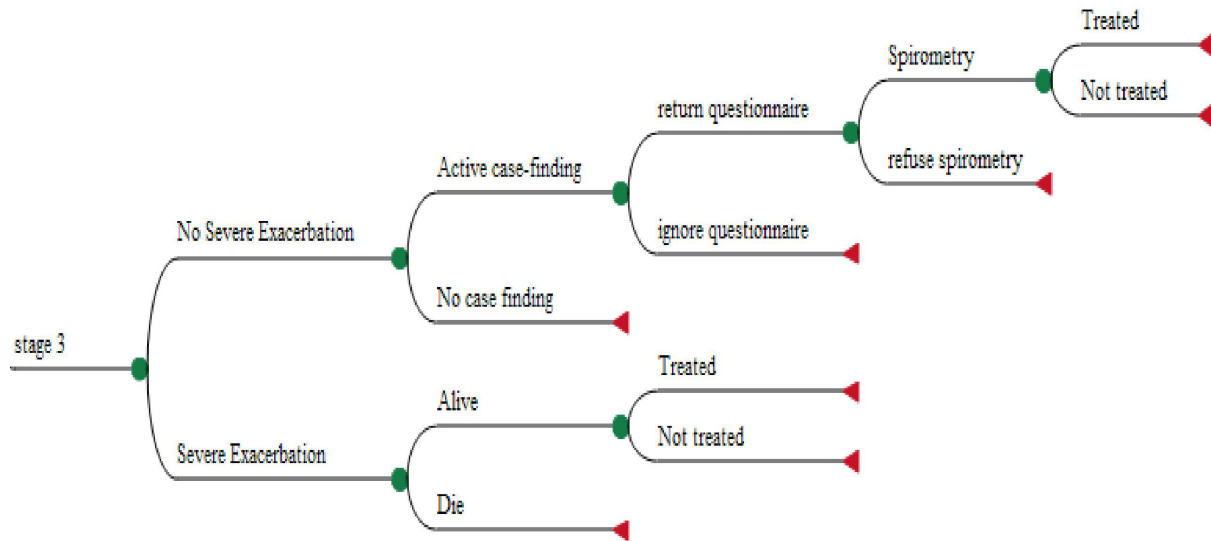 Treated
Spirometry
Not treated
return questionnaire
refuse spirometry
Active case-finding
ignore questionnaire
No Severe Exacerbation
No case finding
stage 3
Treated
Alive
Not treated
Severe Exacerbation
Die